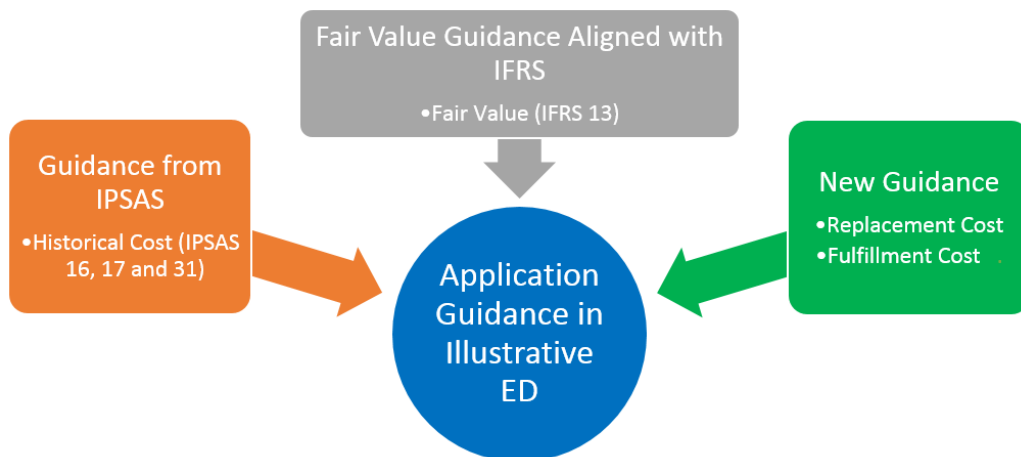 Fair Value Guidance Aligned with
IFRS
•Fair Value (IFRS 13)
Guidance from
IPSAS
•Historical Cost (IPSAS
16, 17 and 31)
New Guidance
•Replacement Cost
•Fulfillment Cost .
Application
Guidance in
Illustrative
ED